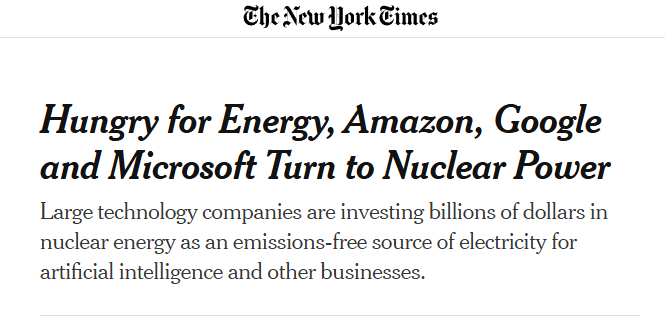 The New York Times
Hungry for Energy, Amazon, Google
and Microsoft Turn to Nuclear Power
Large technology companies are investing billions of dollars in
nuclear energy as an emissions-free source of electricity for
artificial intelligence and other businesses.